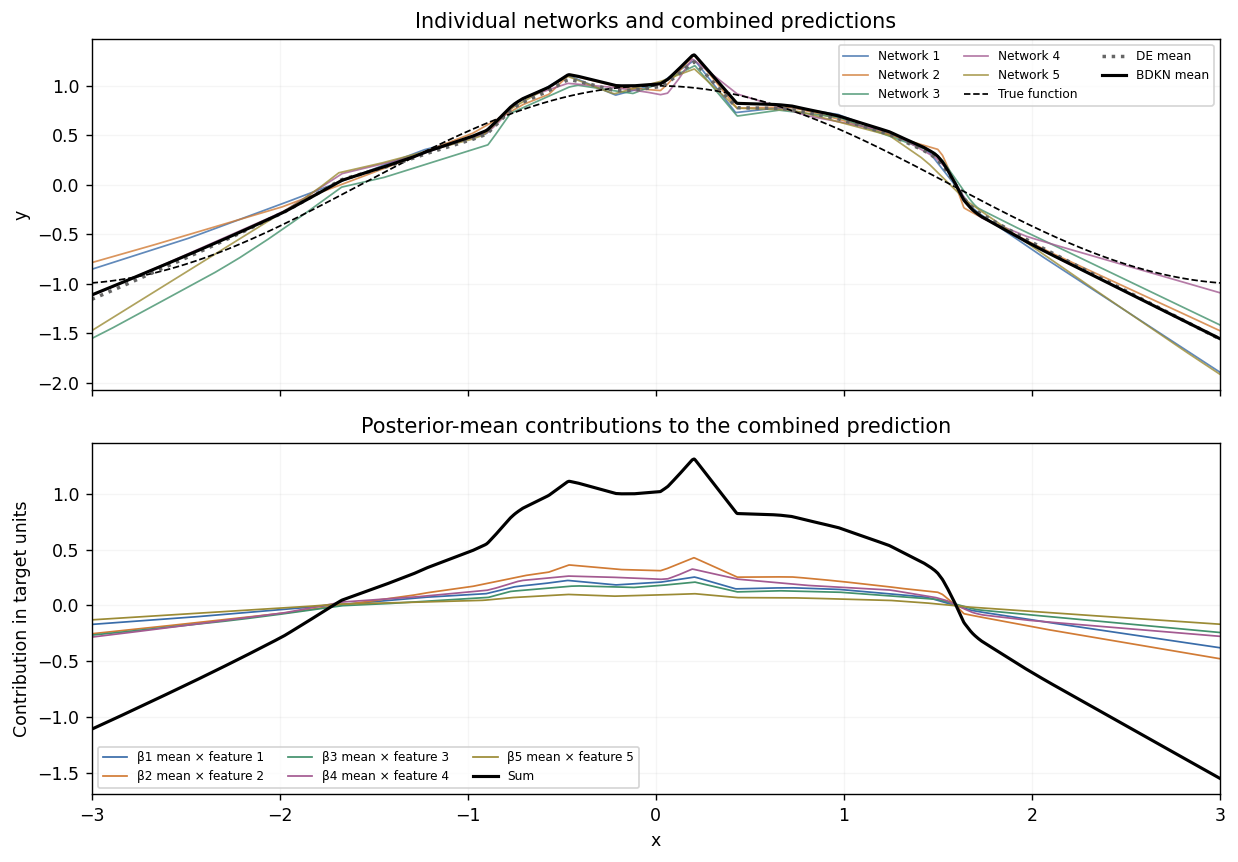 Individual networks and combined predictions
Network 1 Network 4 DE mean
Network 2 Network 5 BDKN mean
Network 3 True function
1.0
0.5
0.0
−0.5
−1.0
−1.5
−2.0
y
Posterior-mean contributions to the combined prediction
1.0
0.5
0.0
−0.5
−1.0
−1.5
Contribution in target units
β1 mean × feature 1 β3 mean × feature 3 β5 mean × feature 5
β2 mean × feature 2 β4 mean × feature 4 Sum
−3 −2 −1 0 1 2 3
x